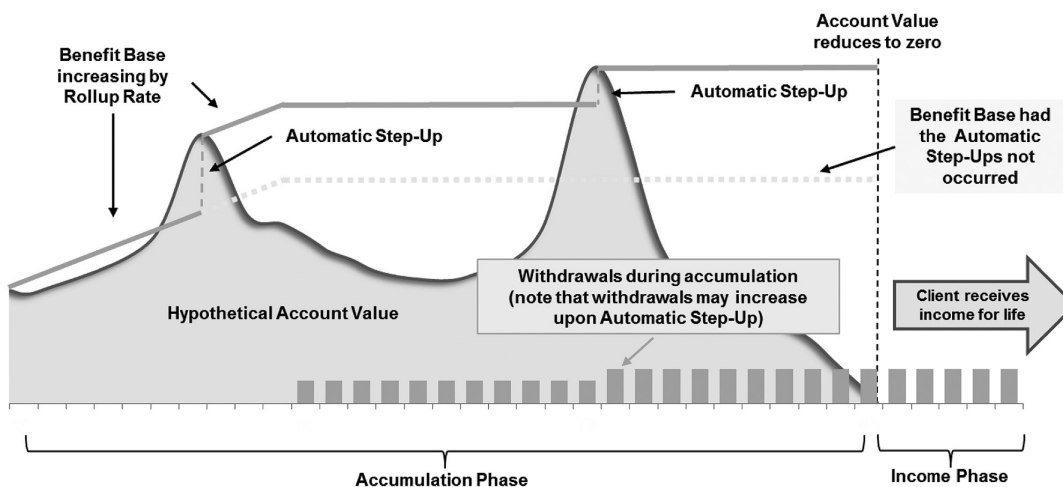 Account Value
reduces to zero
Benefit Base
increasing by
Rollup Rate
Automatic Step-Up
Automatic Step-Up
Benefit Base had
the Automatic
Step-Ups not
occurred
Withdrawals during accumulation
(note that withdrawals may increase
upon Automatic Step-Up)
Hypothetical Account Value
Client receives
income for life
Accumulation Phase
Income Phase